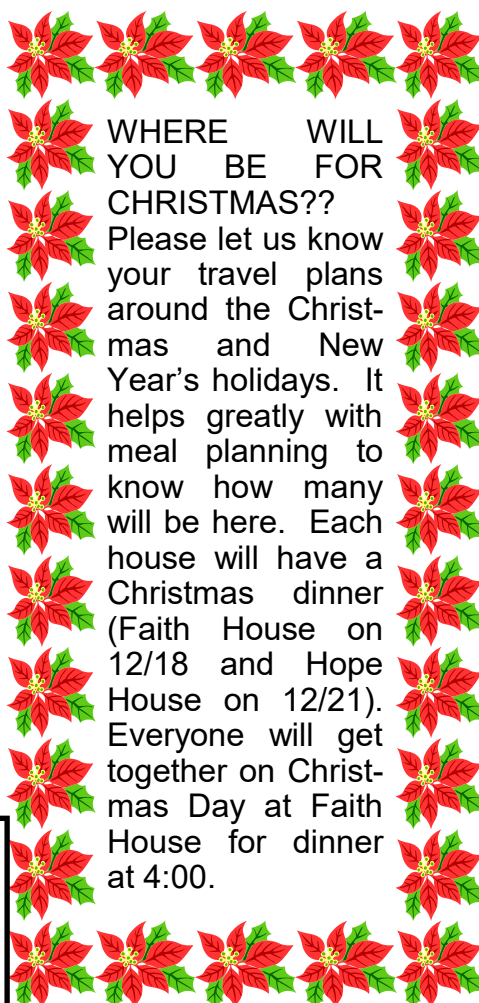 WHERE WILL
YOU BE FOR
CHRISTMAS??
Please let us know
your travel plans
around the Christ-
mas and New
Year’s holidays. It
helps greatly with
meal planning to
know how many
will be here. Each
house will have a
Christmas dinner
(Faith House on
12/18 and Hope
House on 12/21).
Everyone will get
together on Christ-
mas Day at Faith
House for dinner
at 4:00.